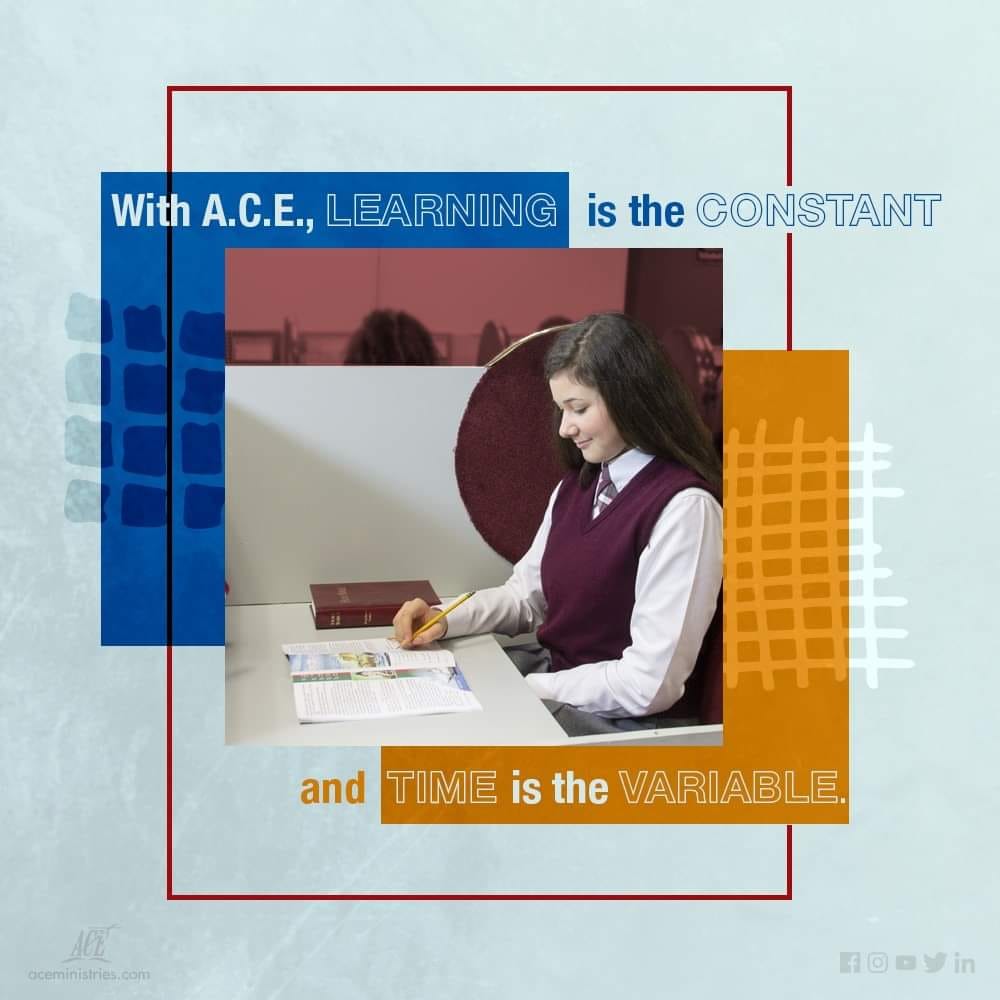 With A.C.E., LEARNING is the CONSTANT
and TIME is the VARIABLE.
ACE
aceministries.com